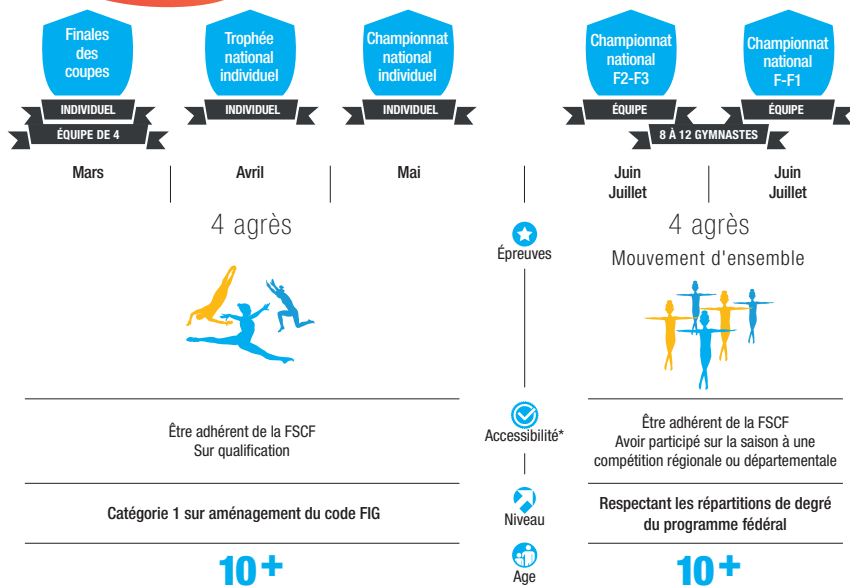 Finales
des
coupes
INDIVIDUEL
ÉQUIPE DE 4
Trophée
national
individuel
INDIVIDUEL
Championnat
national
individuel
INDIVIDUEL
Championnat
national
F2-F3
ÉQUIPE
Championnat
national
F-F1
ÉQUIPE
8 À 12 GYMNASTES
Mars
Avril
Mai
Juin
Juillet
Juin
Juillet
4 agrès
Épreuves
4 agrès
Mouvement d'ensemble
Être adhérent de la FSCF
Sur qualification
Accessibilité*
Être adhérent de la FSCF
Avoir participé sur la saison à une
compétition régionale ou départementale
Catégorie 1 sur aménagement du code FIG
Niveau
Respectant les répartitions de degré
du programme fédéral
10+
Age
10+